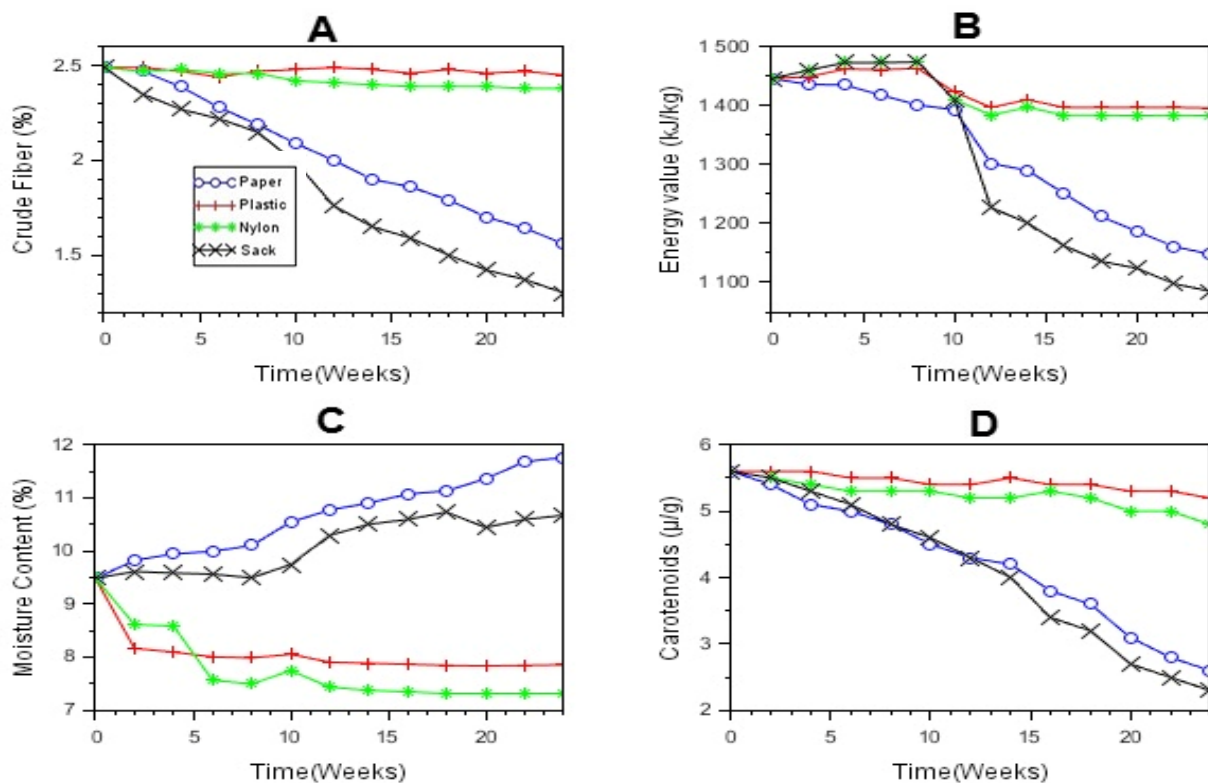 A
Crude Fiber (%)
2.5
2
1.5
Paper
Plastic
Nylon
Sack
0 5 10 15 20
Time(Weeks)
B
Energy value (kJ/kg)
1 500
1 400
1 300
1 200
1 100
0 5 10 15 20
Time(Weeks)
C
Moisture Content (%)
12
11
10
9
8
7
0 5 10 15 20
Time(Weeks)
D
Carotenoids (µ/g)
6
5
4
3
2
0 5 10 15 20
Time(Weeks)